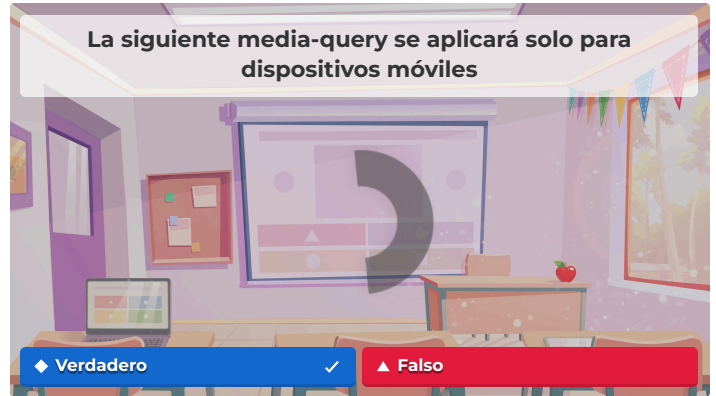 La siguiente media-query se aplicará solo para
dispositivos móviles
Verdadero
Falso